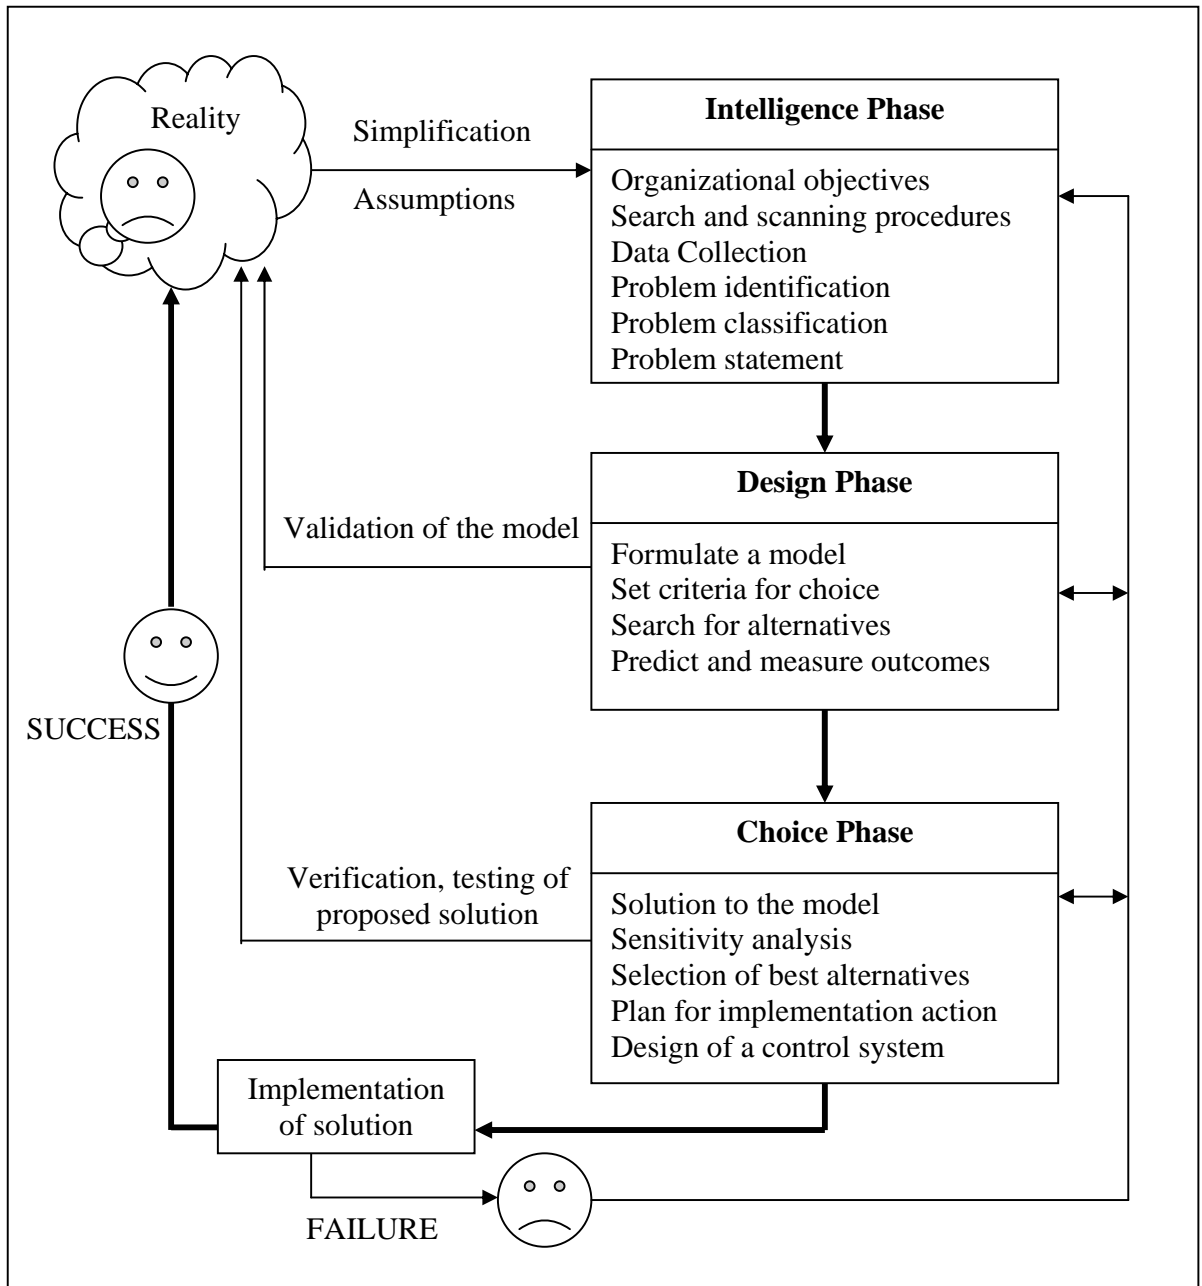 Reality
Simplification
Assumptions
Intelligence Phase
Organizational objectives
Search and scanning procedures
Data Collection
Problem identification
Problem classification
Problem statement
Design Phase
Validation of the model
Formulate a model
Set criteria for choice
Search for alternatives
Predict and measure outcomes
SUCCESS
Choice Phase
Verification, testing of
proposed solution
Solution to the model
Sensitivity analysis
Selection of best alternatives
Plan for implementation action
Design of a control system
Implementation
of solution
FAILURE